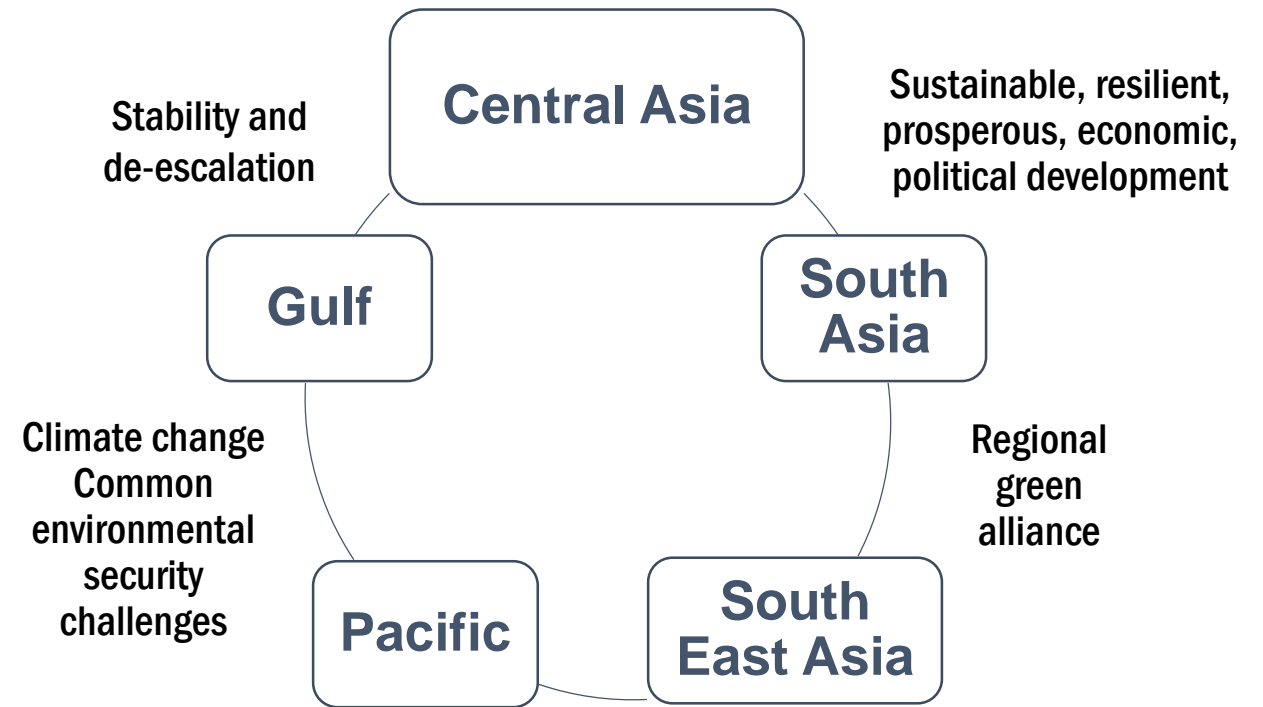 Central Asia
Sustainable, resilient,
prosperous, economic,
political development
Stability and
de-escalation
South
Asia
Gulf
Climate change
Common
environmental
security
challenges
Regional
green
alliance
South
East Asia
Pacific